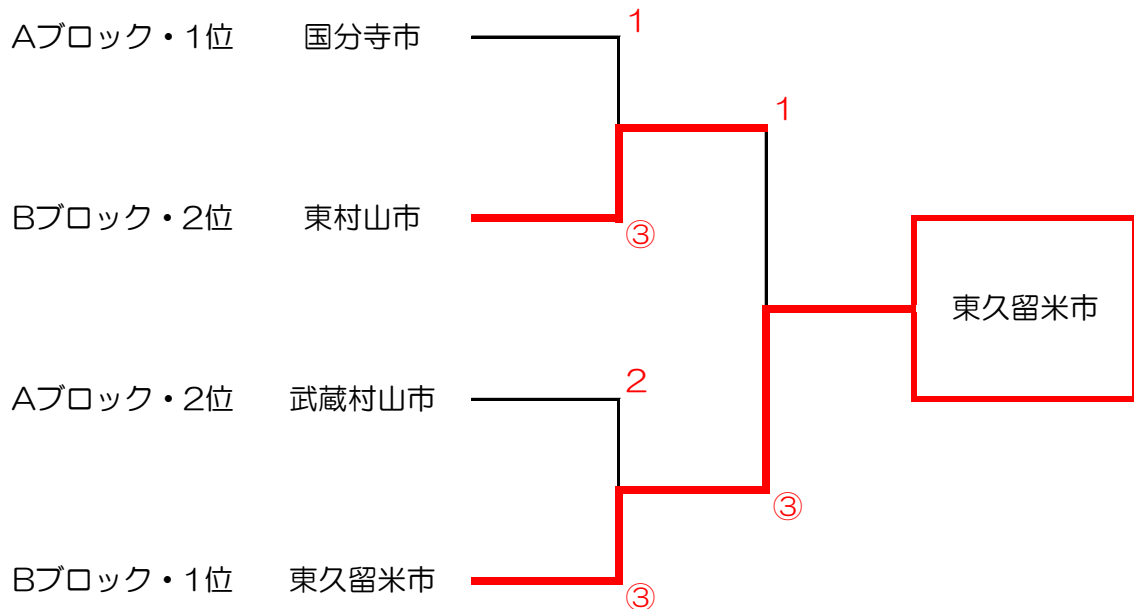 Aブロック・1位 国分寺市 1
1
Bブロック・2位 東村山市 ③
東久留米市
Aブロック・2位 武蔵村山市 2
③
Bブロック・1位 東久留米市 ③